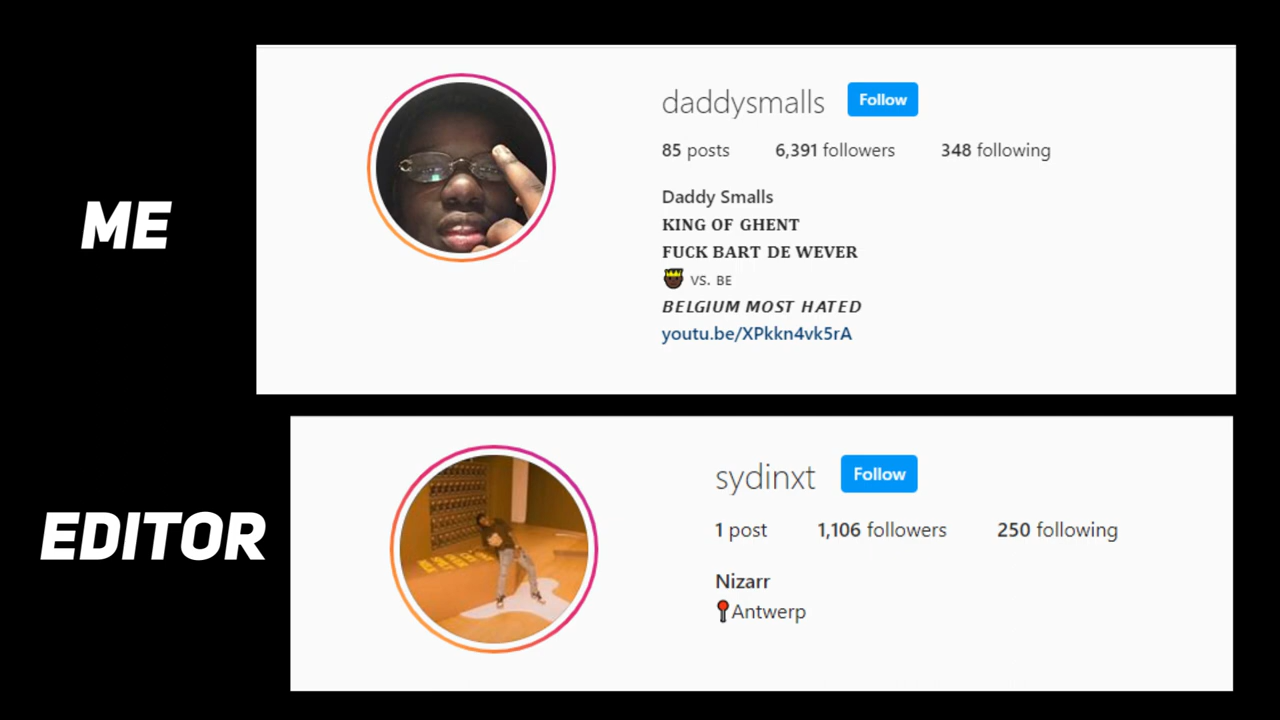 ME
daddysmalls Follow
85 posts 6,391 followers 348 following
Daddy Smalls
KING OF GHENT
FUCK BART DE WEVER
VS. BE
BELGIUM MOST HATED
youtu.be/XPkkn4vk5rA
EDITOR
sydinxt Follow
1 post 1,106 followers 250 following
Nizarr
Antwerp